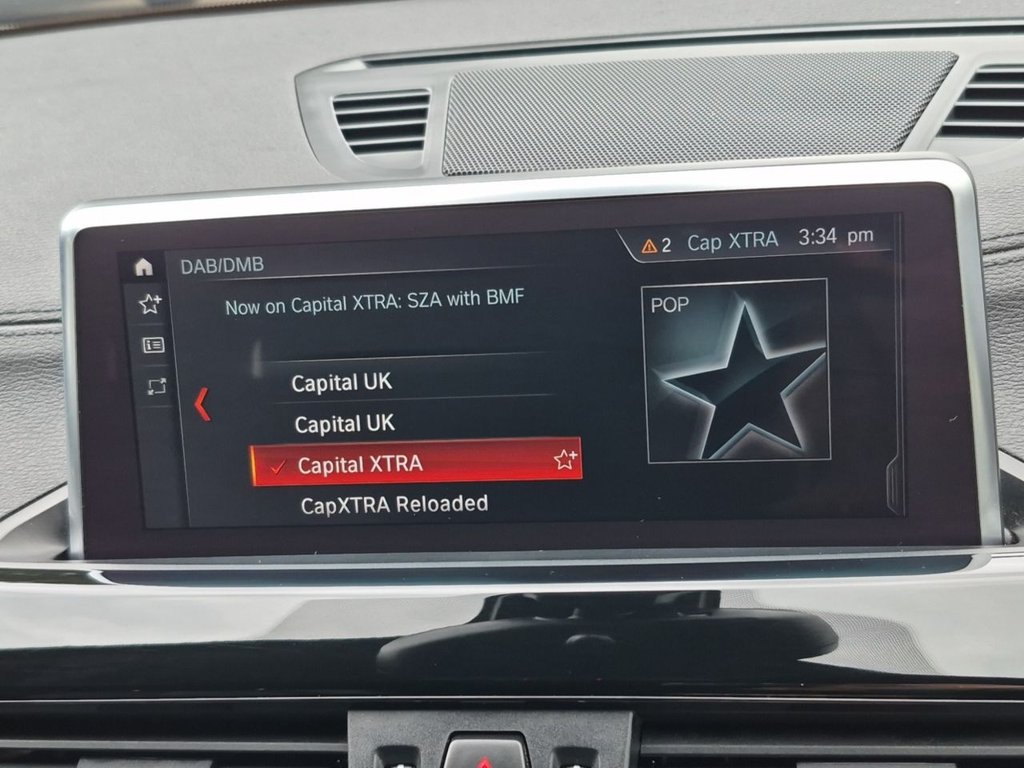 DAB/DMB
2 Cap XTRA 3:34 pm
Now on Capital XTRA: SZA with BMF
POP
Capital UK
Capital UK
Capital XTRA
CapXTRA Reloaded